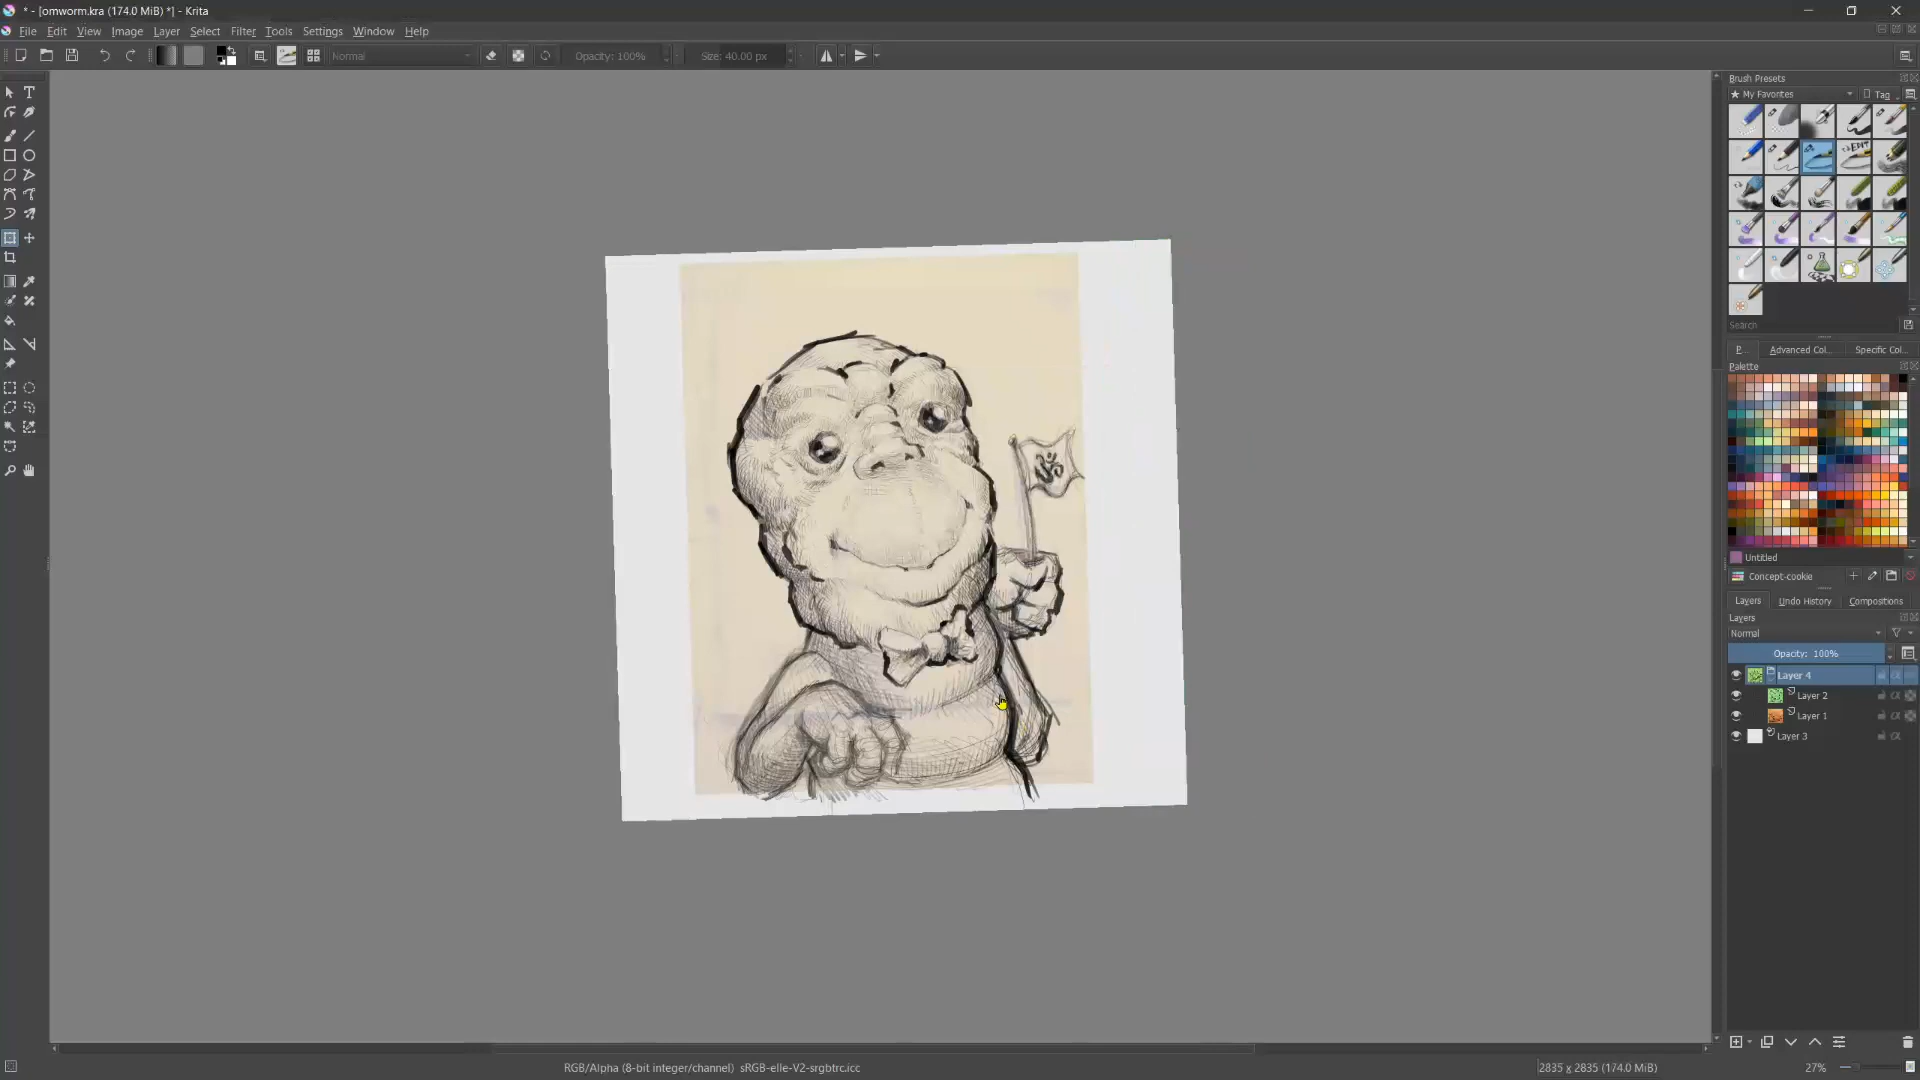 * - [omworm.kra (174.0 MiB) *] - Krita
File Edit View Image Layer Select Filter Tools Settings Window Help
Normal
Opacity: 100%
Size: 40.00 px
Brush Presets
My Favorites
Tag
EDIT
Search
P...
Advanced Col...
Specific Col...
Palette
ॐ
Untitled
Concept-cookie
Layers Undo History Compositions
Layers
Normal
Opacity: 100%
Layer 4
Layer 2
Layer 1
Layer 3
RGB/Alpha (8-bit integer/channel) sRGB-elle-V2-srgbtrc.icc
2835 x 2835 (174.0 MiB)
27%